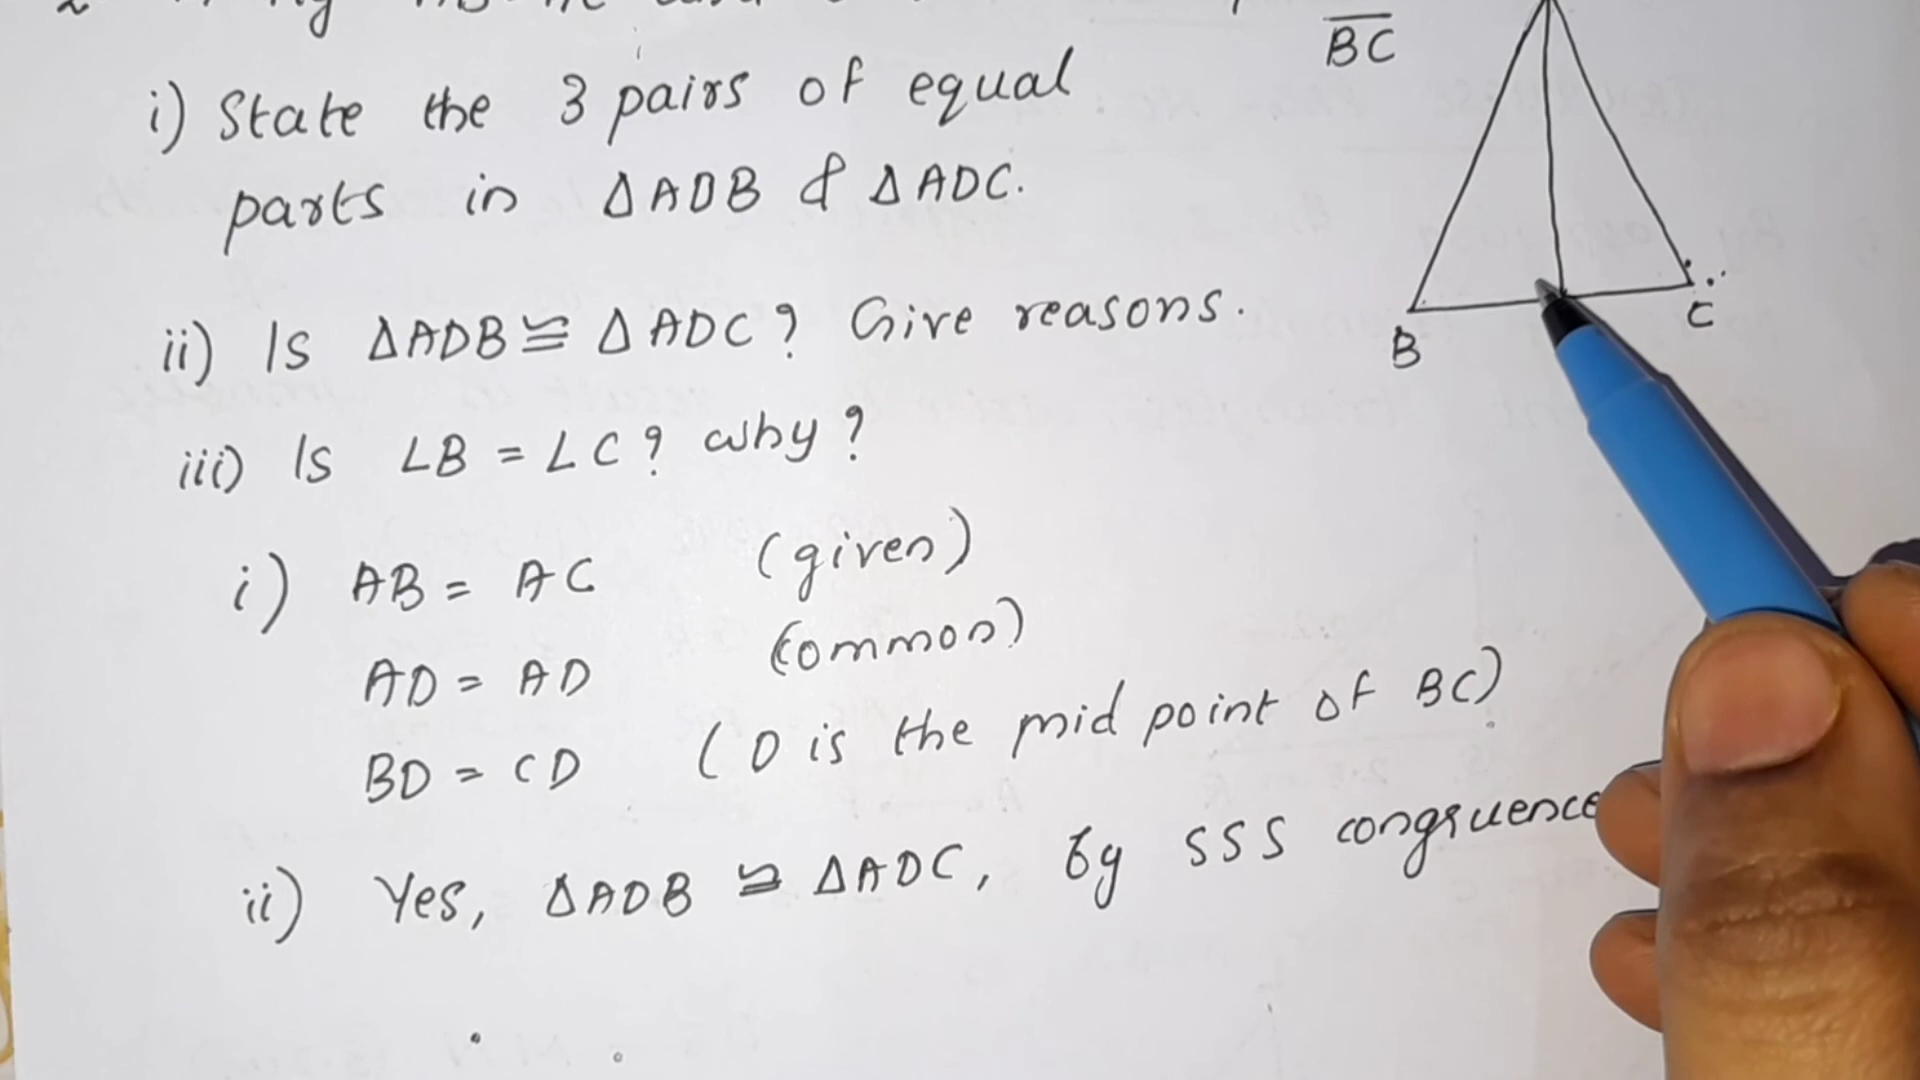 BC
i) State the 3 pairs of equal
parts in ΔADB & ΔADC.
ii) Is ΔADB ≅ ΔADC? Give reasons.
iii) Is ∠B = ∠C? why?
B
C
i) AB = AC (given)
AD = AD (ommon)
BD = CD (D is the mid point of BC)
ii) Yes, ΔADB ≅ ΔADC, by SSS congruence